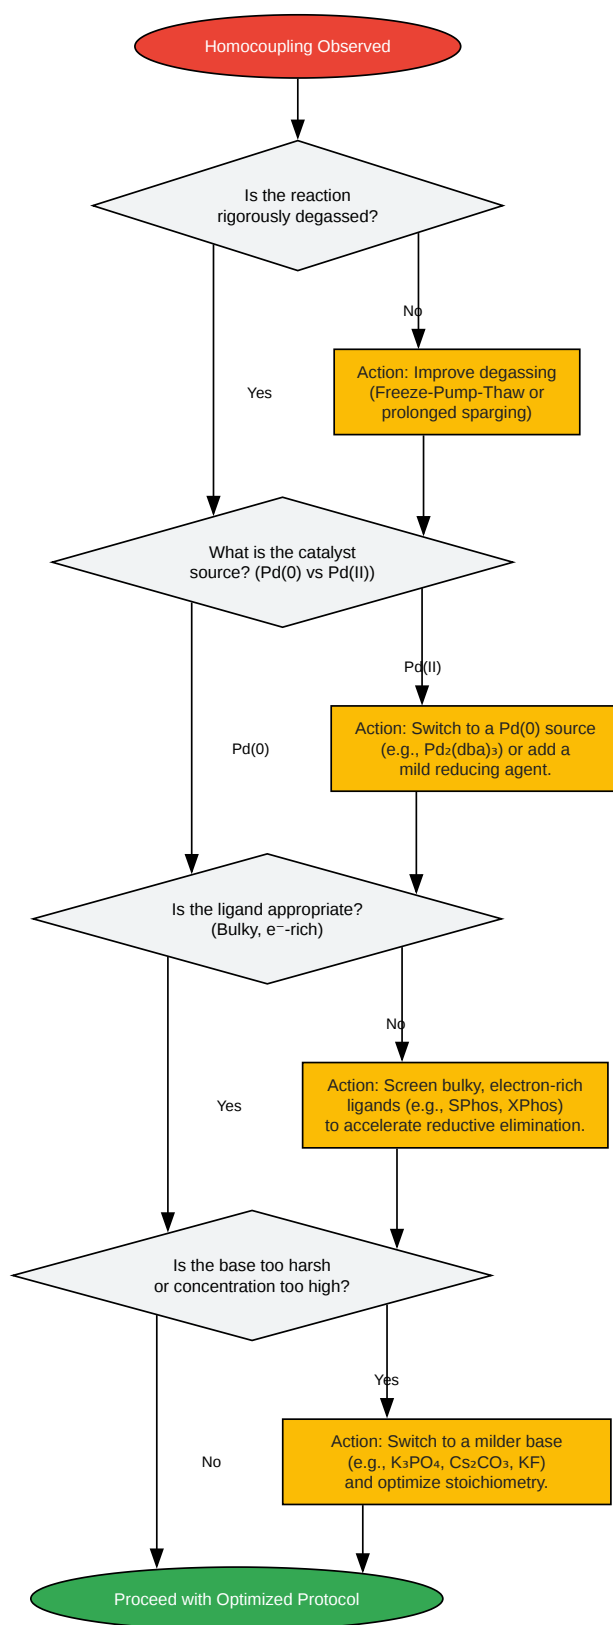 Homocoupling Observed
Is the reaction
rigorously degassed?
No
Yes
Action: Improve degassing
(Freeze-Pump-Thaw or
prolonged sparging)
What is the catalyst
source? (Pd(0) vs Pd(II))
Pd(II)
Pd(0)
Action: Switch to a Pd(0) source
(e.g., Pd₂(dba)₃) or add a
mild reducing agent.
Is the ligand appropriate?
(Bulky, e⁻-rich)
No
Yes
Action: Screen bulky, electron-rich
ligands (e.g., SPhos, XPhos)
to accelerate reductive elimination.
Is the base too harsh
or concentration too high?
Yes
No
Action: Switch to a milder base
(e.g., K₃PO₄, Cs₂CO₃, KF)
and optimize stoichiometry.
Proceed with Optimized Protocol